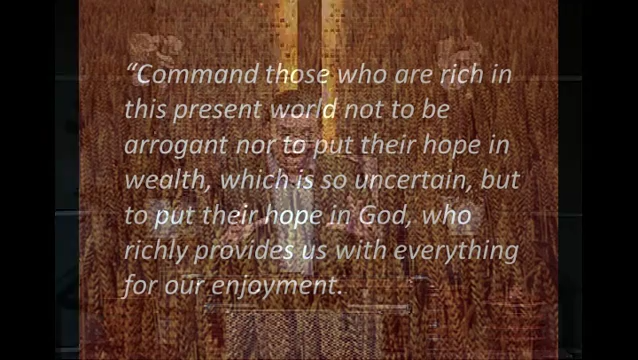 “Command those who are rich in
this present world not to be
arrogant nor to put their hope in
wealth, which is so uncertain, but
to put their hope in God, who
richly provides us with everything
for our enjoyment.